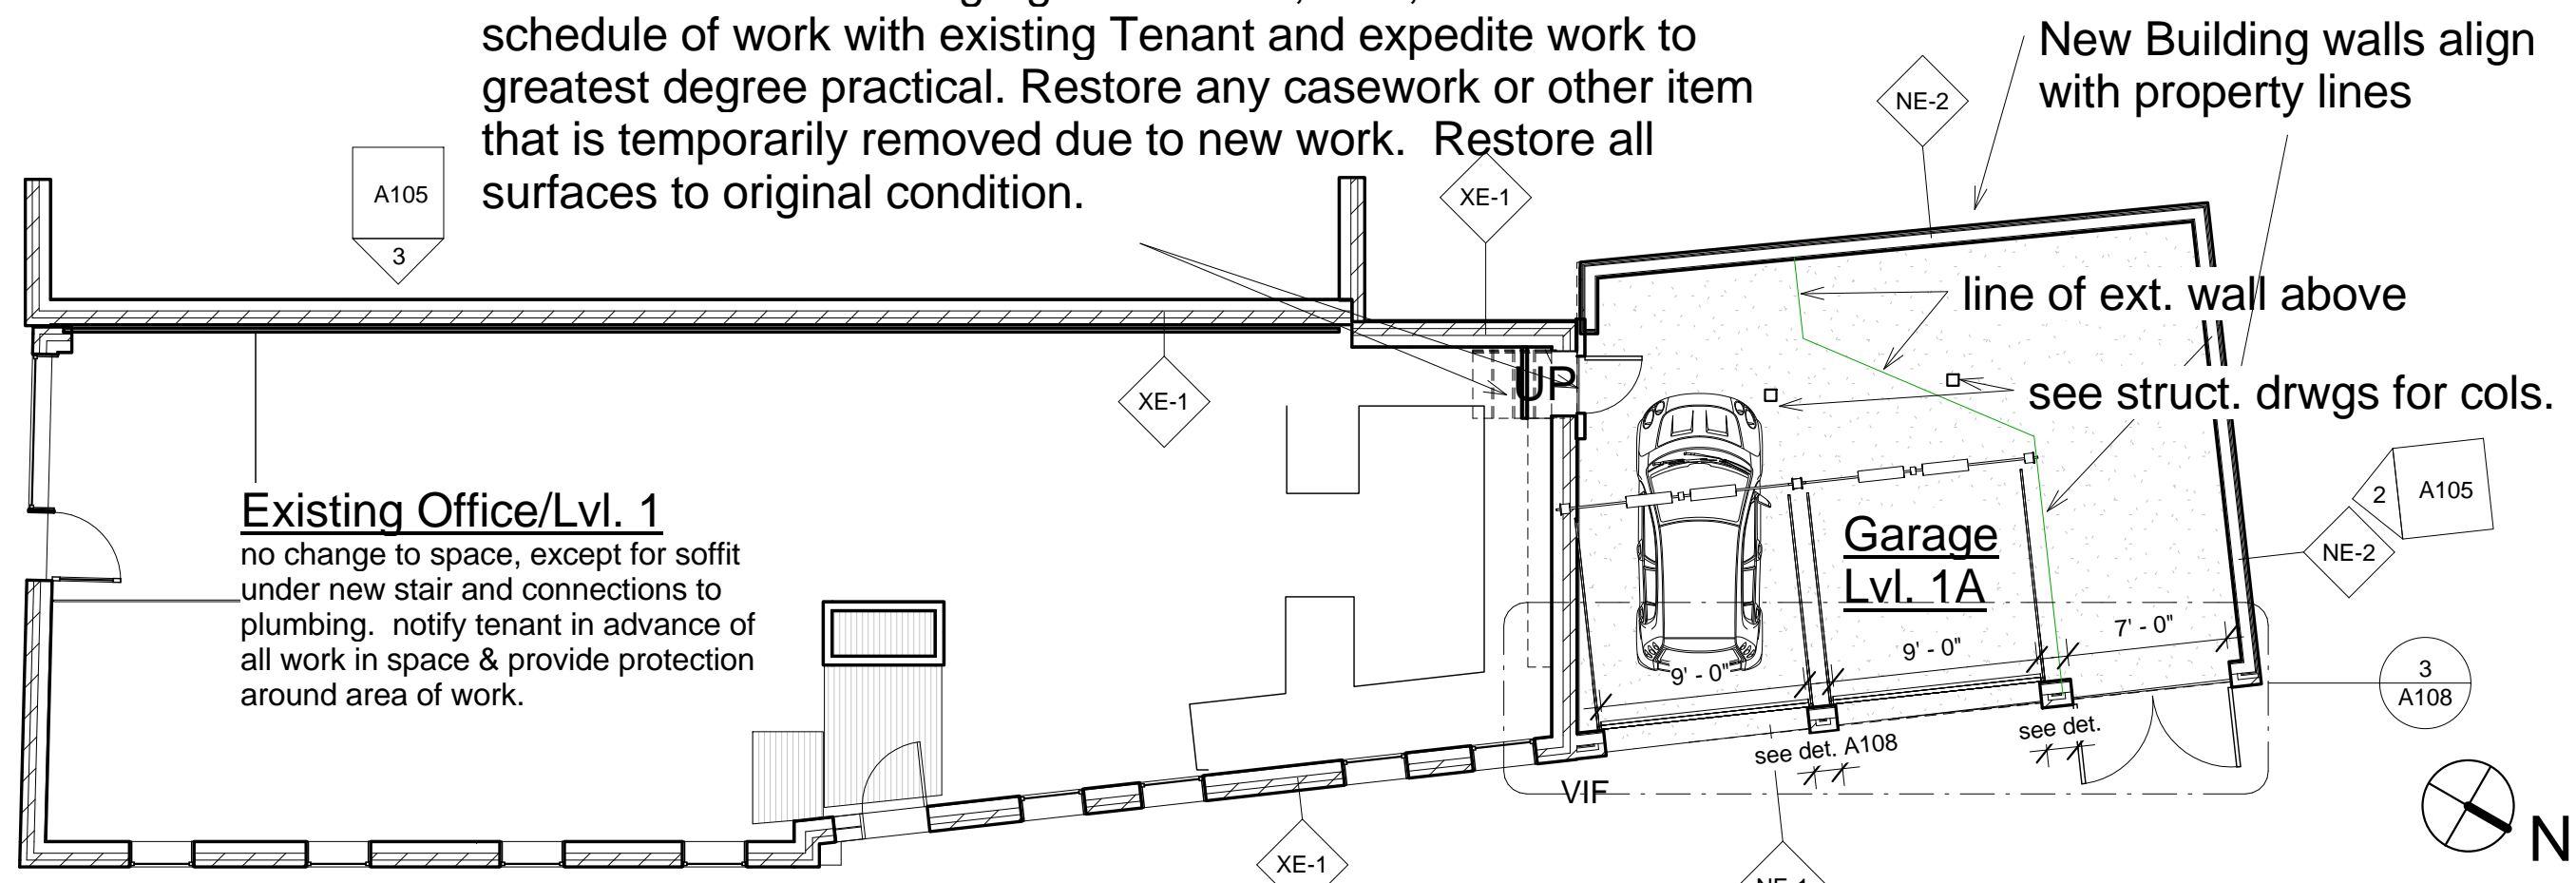 schedule of work with existing Tenant and expedite work to
greatest degree practical. Restore any casework or other item
that is temporarily removed due to new work. Restore all
surfaces to original condition.
New Building walls align
with property lines
NE-2
A105
3
XE-1
line of ext. wall above
UP
see struct. drwgs for cols.
XE-1
2
A105
NE-2
Existing Office/Lvl. 1
no change to space, except for soffit
under new stair and connections to
plumbing. notify tenant in advance of
all work in space & provide protection
around area of work.
Garage
Lvl. 1A
9' - 0"
9' - 0"
7' - 0"
3
A108
see det. A108
see det.
VIF
XE-1
NE-1
N